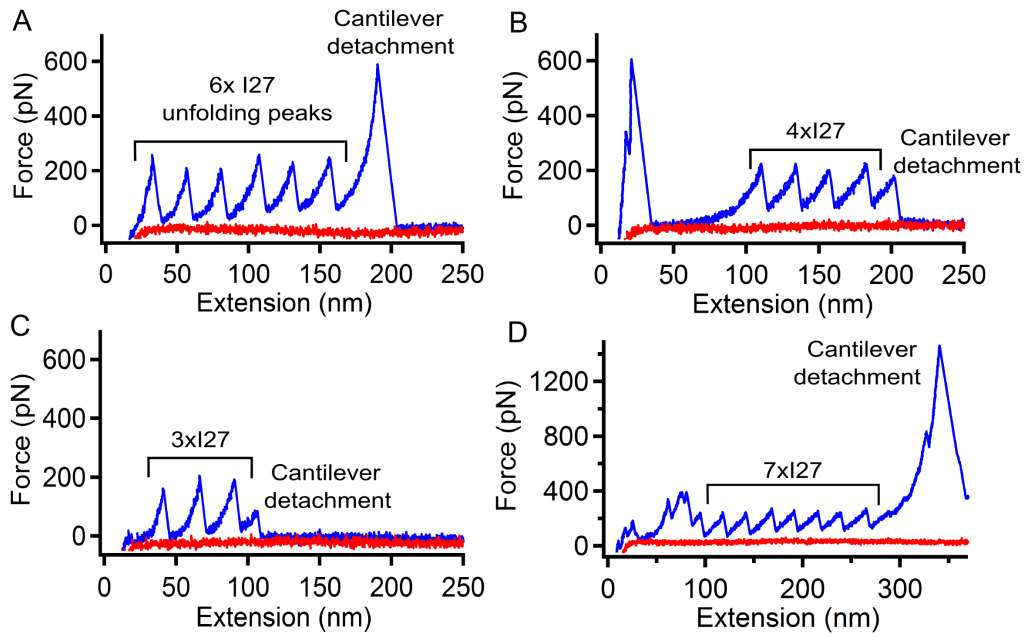 A
Force (pN)
600
400
200
0
6x I27
unfolding peaks
Cantilever
detachment
0 50 100 150 200 250
Extension (nm)
B
Force (pN)
600
400
200
0
4xI27
Cantilever
detachment
0 50 100 150 200 250
Extension (nm)
C
Force (pN)
600
400
200
0
3xI27
Cantilever
detachment
0 50 100 150 200 250
Extension (nm)
D
Force (pN)
1200
800
400
0
Cantilever
detachment
7xI27
0 100 200 300
Extension (nm)